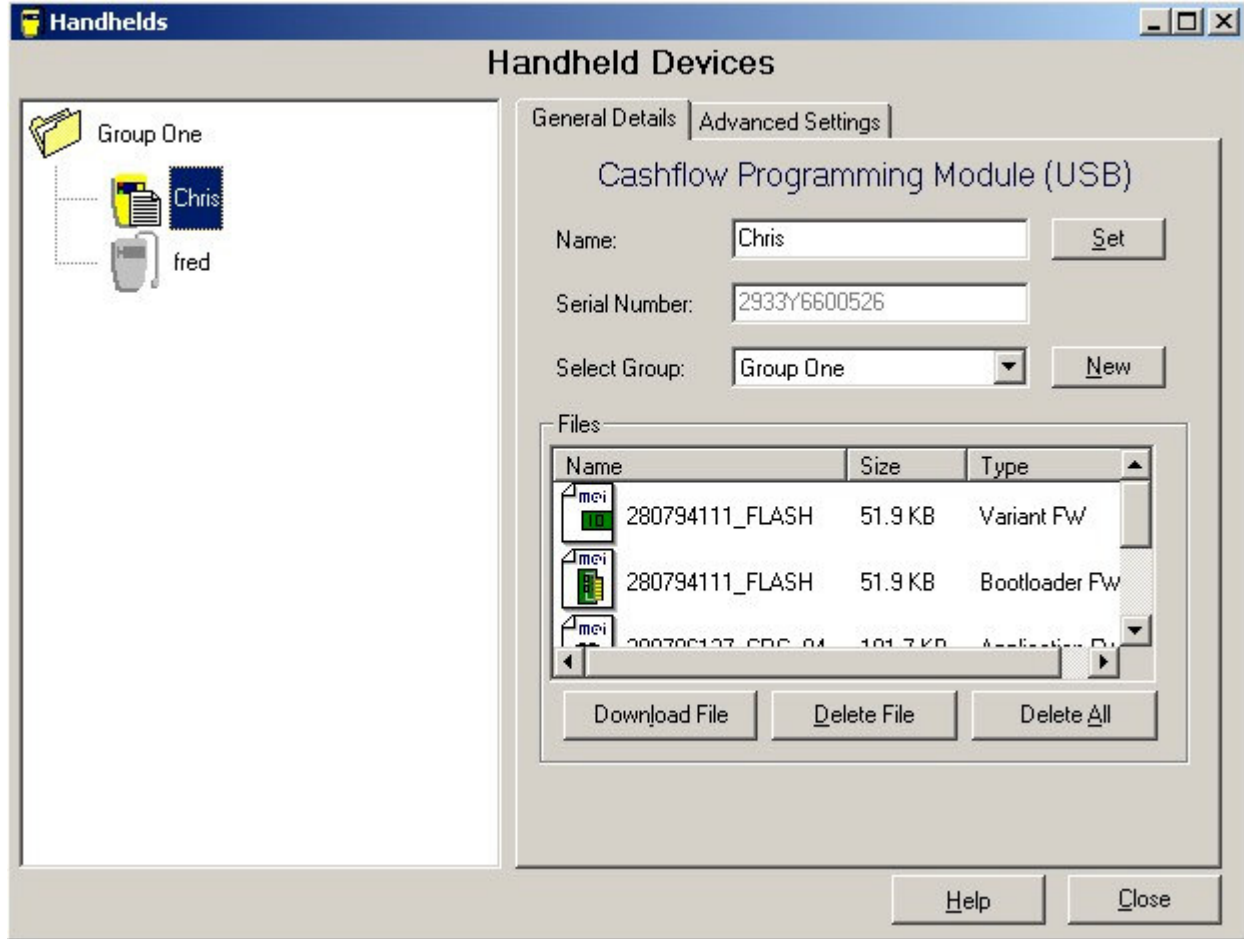 Handhelds
Handheld Devices
Group One
Chris
fred
General Details
Advanced Settings
Cashflow Programming Module (USB)
Name:
Chris
Set
Serial Number:
2933Y6600526
Select Group:
Group One
New
Files
Name Size Type
mei
280794111_FLASH 51.9 KB Variant FW
mei
280794111_FLASH 51.9 KB Bootloader FW
mei
Download File
Delete File
Delete All
Help
Close